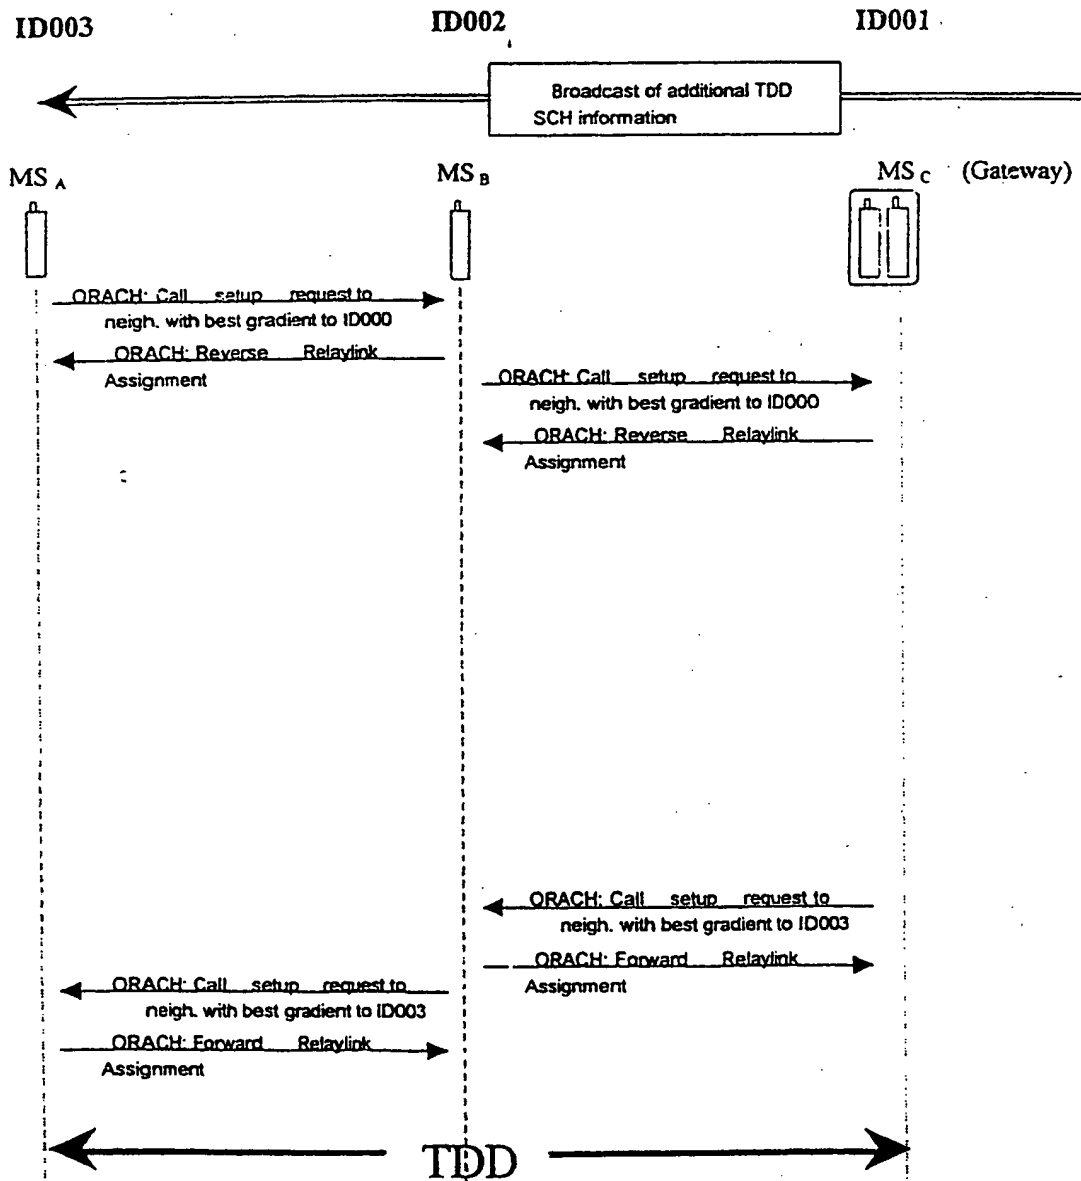 ID003 ID002 ID001
Broadcast of additional TDD
SCH information
MS A MS B MS C (Gateway)
ORACH: Call setup request to
neigh. with best gradient to ID000
ORACH: Reverse Relaylink
Assignment
ORACH: Call setup request to
neigh. with best gradient to ID000
ORACH: Reverse Relaylink
Assignment
ORACH: Call setup request to
neigh. with best gradient to ID003
ORACH: Forward Relaylink
Assignment
ORACH: Call setup request to
neigh. with best gradient to ID003
ORACH: Forward Relaylink
Assignment
TDD